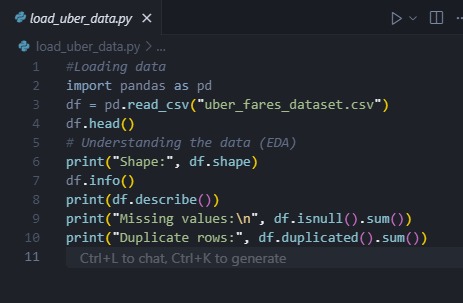 load_uber_data.py
load_uber_data.py > ...
1 #Loading data
2 import pandas as pd
3 df = pd.read_csv("uber_fares_dataset.csv")
4 df.head()
5 # Understanding the data (EDA)
6 print("Shape:", df.shape)
7 df.info()
8 print(df.describe())
9 print("Missing values:\n", df.isnull().sum())
10 print("Duplicate rows:", df.duplicated().sum())
11 Ctrl+L to chat, Ctrl+K to generate